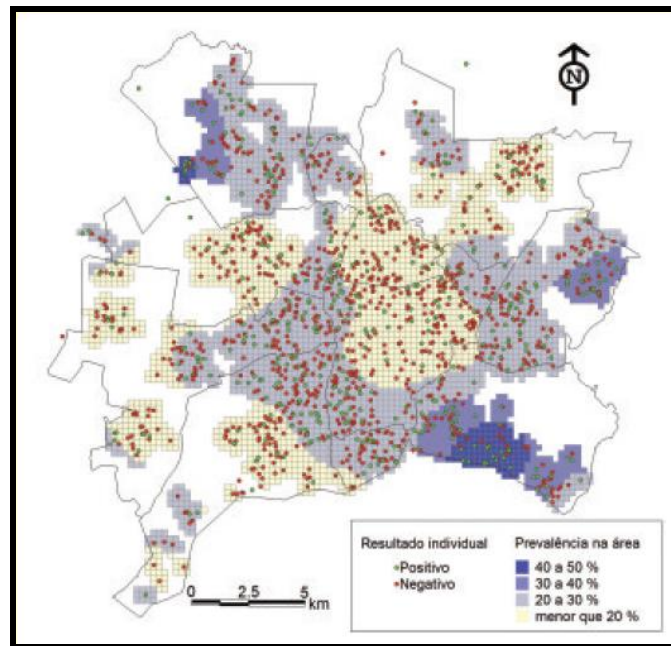 N
Resultado individual
Positivo
Negativo
Prevalência na área
40 a 50 %
30 a 40 %
20 a 30 %
menor que 20 %
0 2.5 5
km